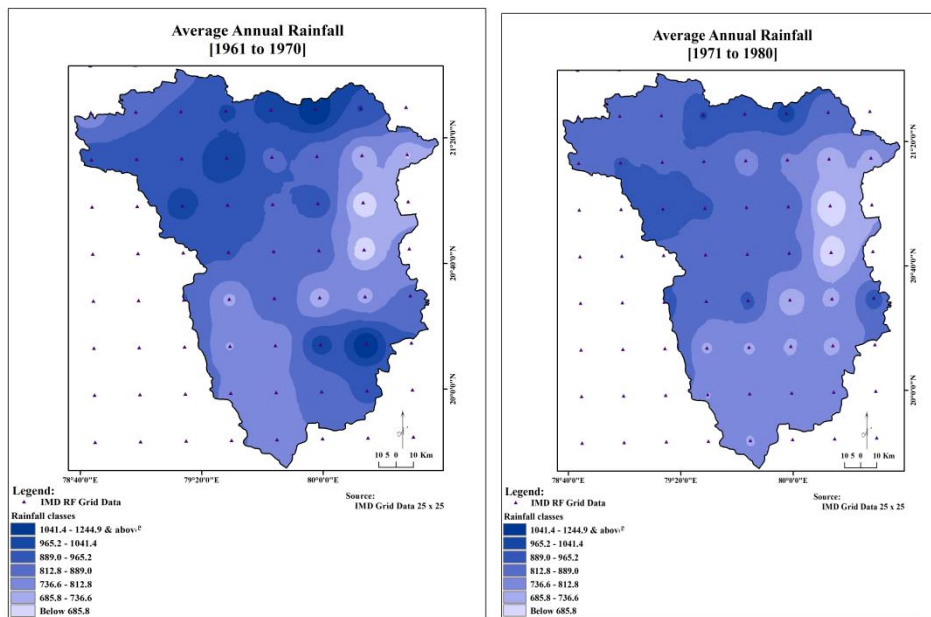 Average Annual Rainfall
[1961 to 1970]
21°20'0"N
20°40'0"N
20°0'0"N
10 5 0 10 Km
78°40'0"E
79°20'0"E
80°0'0"E
Legend:
IMD RF Grid Data
Source:
IMD Grid Data 25 x 25
Rainfall classes
1041.4 - 1244.9 & above
965.2 - 1041.4
889.0 - 965.2
812.8 - 889.0
736.6 - 812.8
685.8 - 736.6
Below 685.8
Average Annual Rainfall
[1971 to 1980]
21°20'0"N
20°40'0"N
20°0'0"N
10 5 0 10 Km
78°40'0"E
79°20'0"E
80°0'0"E
Legend:
IMD RF Grid Data
Source:
IMD Grid Data 25 x 25
Rainfall classes
1041.4 - 1244.9 & above
965.2 - 1041.4
889.0 - 965.2
812.8 - 889.0
736.6 - 812.8
685.8 - 736.6
Below 685.8